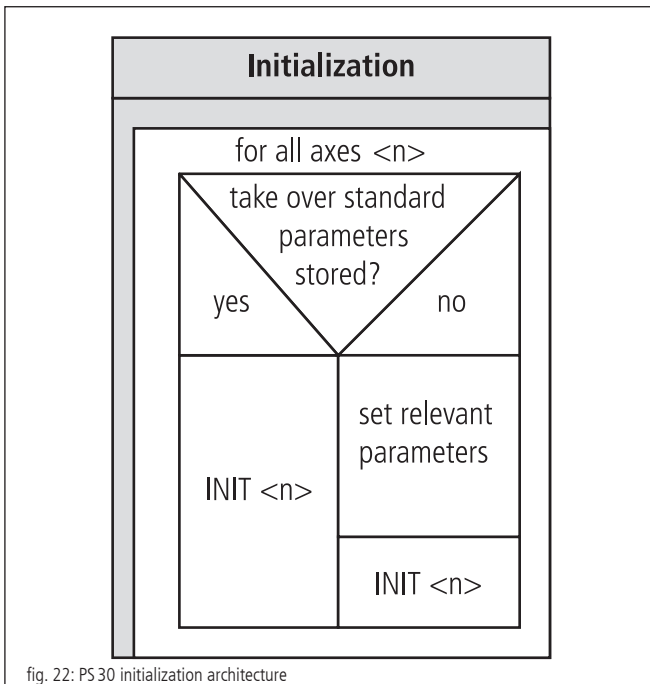 Initialization
for all axes <n>
take over standard
parameters
stored?
yes
no
INIT <n>
set relevant
parameters
INIT <n>
fig. 22: PS 30 initialization architecture